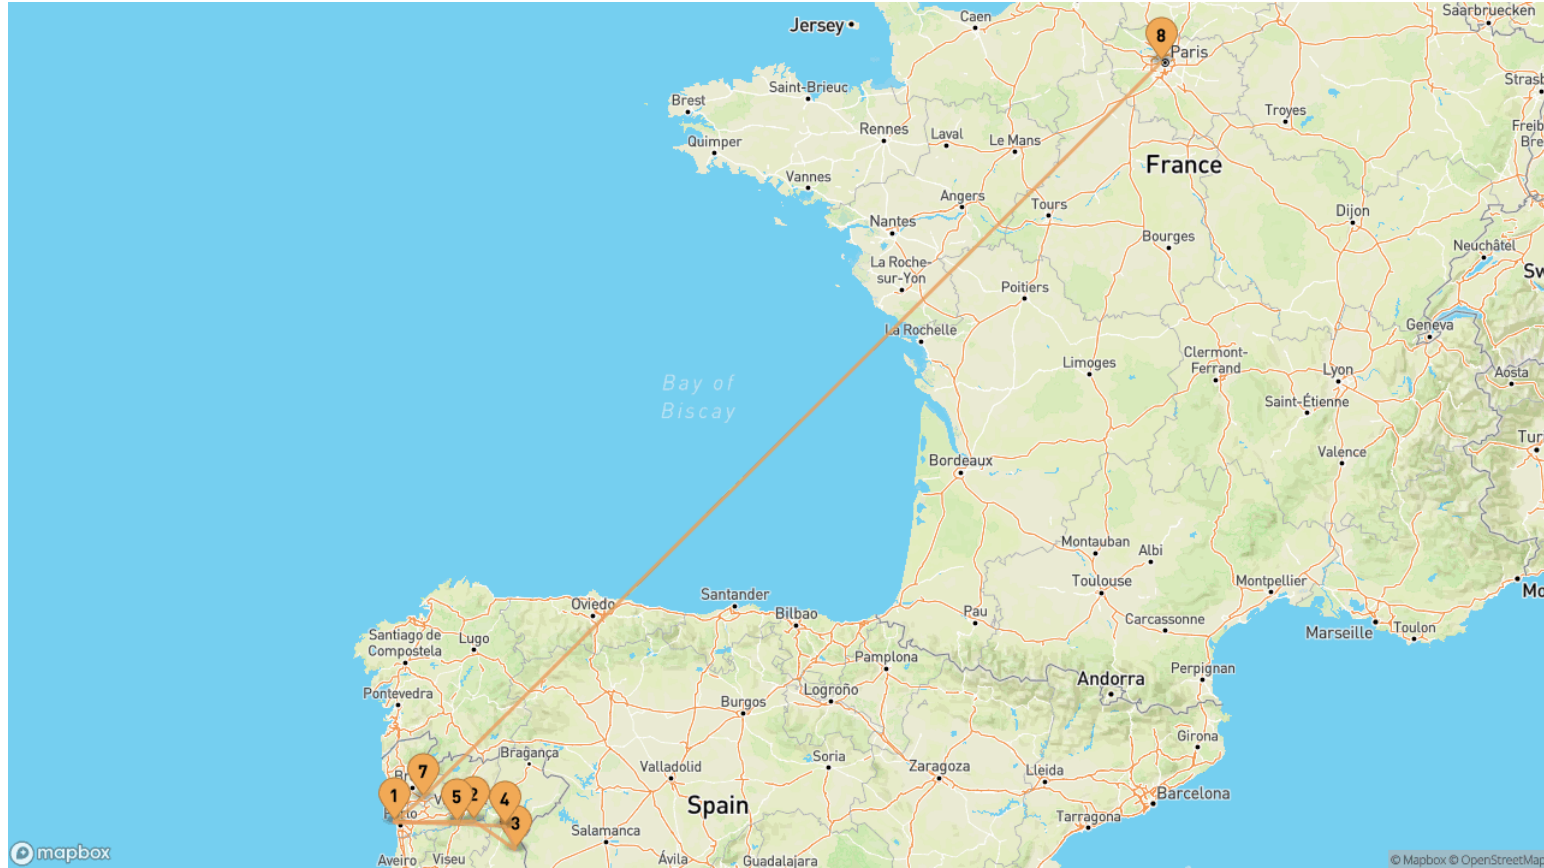 Jersey
Caen
8
Paris
Saarbruecken
Brest
Saint-Brieuc
Troyes
Strasb
Quimper
Rennes
Laval
Le Mans
Freib
Bre
France
Vannes
Angers
Tours
Dijon
Nantes
Bourges
Neuchâtel
La Roche-
sur-Yon
Poitiers
Sw
La Rochelle
Geneva
Limoges
Clermont-
Ferrand
Lyon
Aosta
Bay of
Biscay
Saint-Étienne
Bordeaux
Valence
Tur
Montauban
Albi
Toulouse
Montpellier
Mo
Oviedo
Santander
Bilbao
Pau
Carcassonne
Marseille
Toulon
Santiago de
Compostela
Lugo
Pamplona
Perpignan
Pontevedra
Andorra
Burgos
Logroño
Girona
Bragança
Soria
Valladolid
Zaragoza
Lleida
7
Br
1
5
2
4
V
3
Spain
Barcelona
Tarragona
Salamanca
Aveiro
Viseu
Ávila
Guadalajara
mapbox
© Mapbox © OpenStreetMap